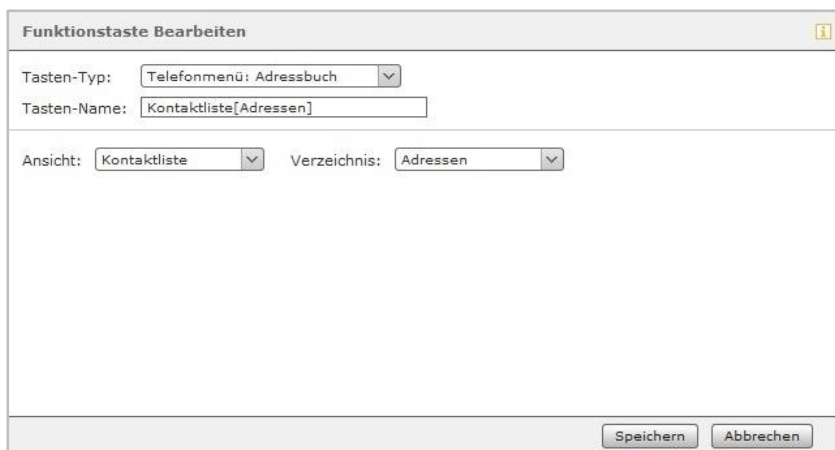 Funktionstaste Bearbeiten
Tasten-Typ: Telefonmenü: Adressbuch
Tasten-Name: Kontaktliste[Adressen]
Ansicht: Kontaktliste Verzeichnis: Adressen
Speichern Abbrechen